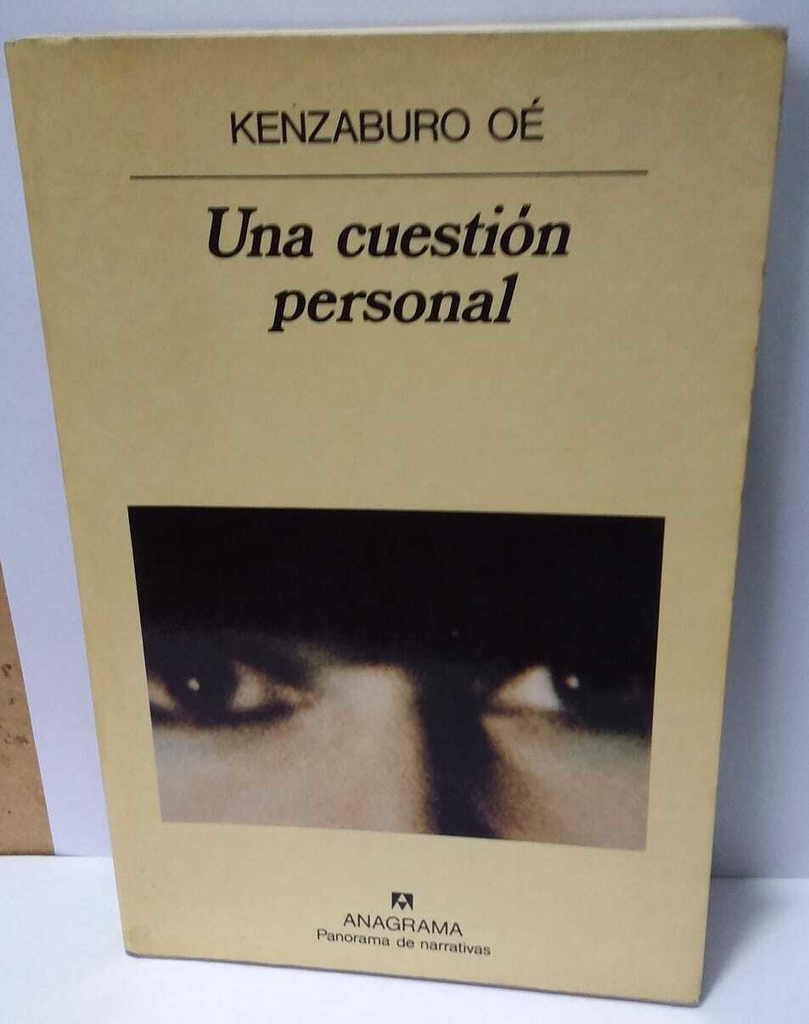 KENZABURO OÉ
Una cuestión
personal
ANAGRAMA
Panorama de narrativas